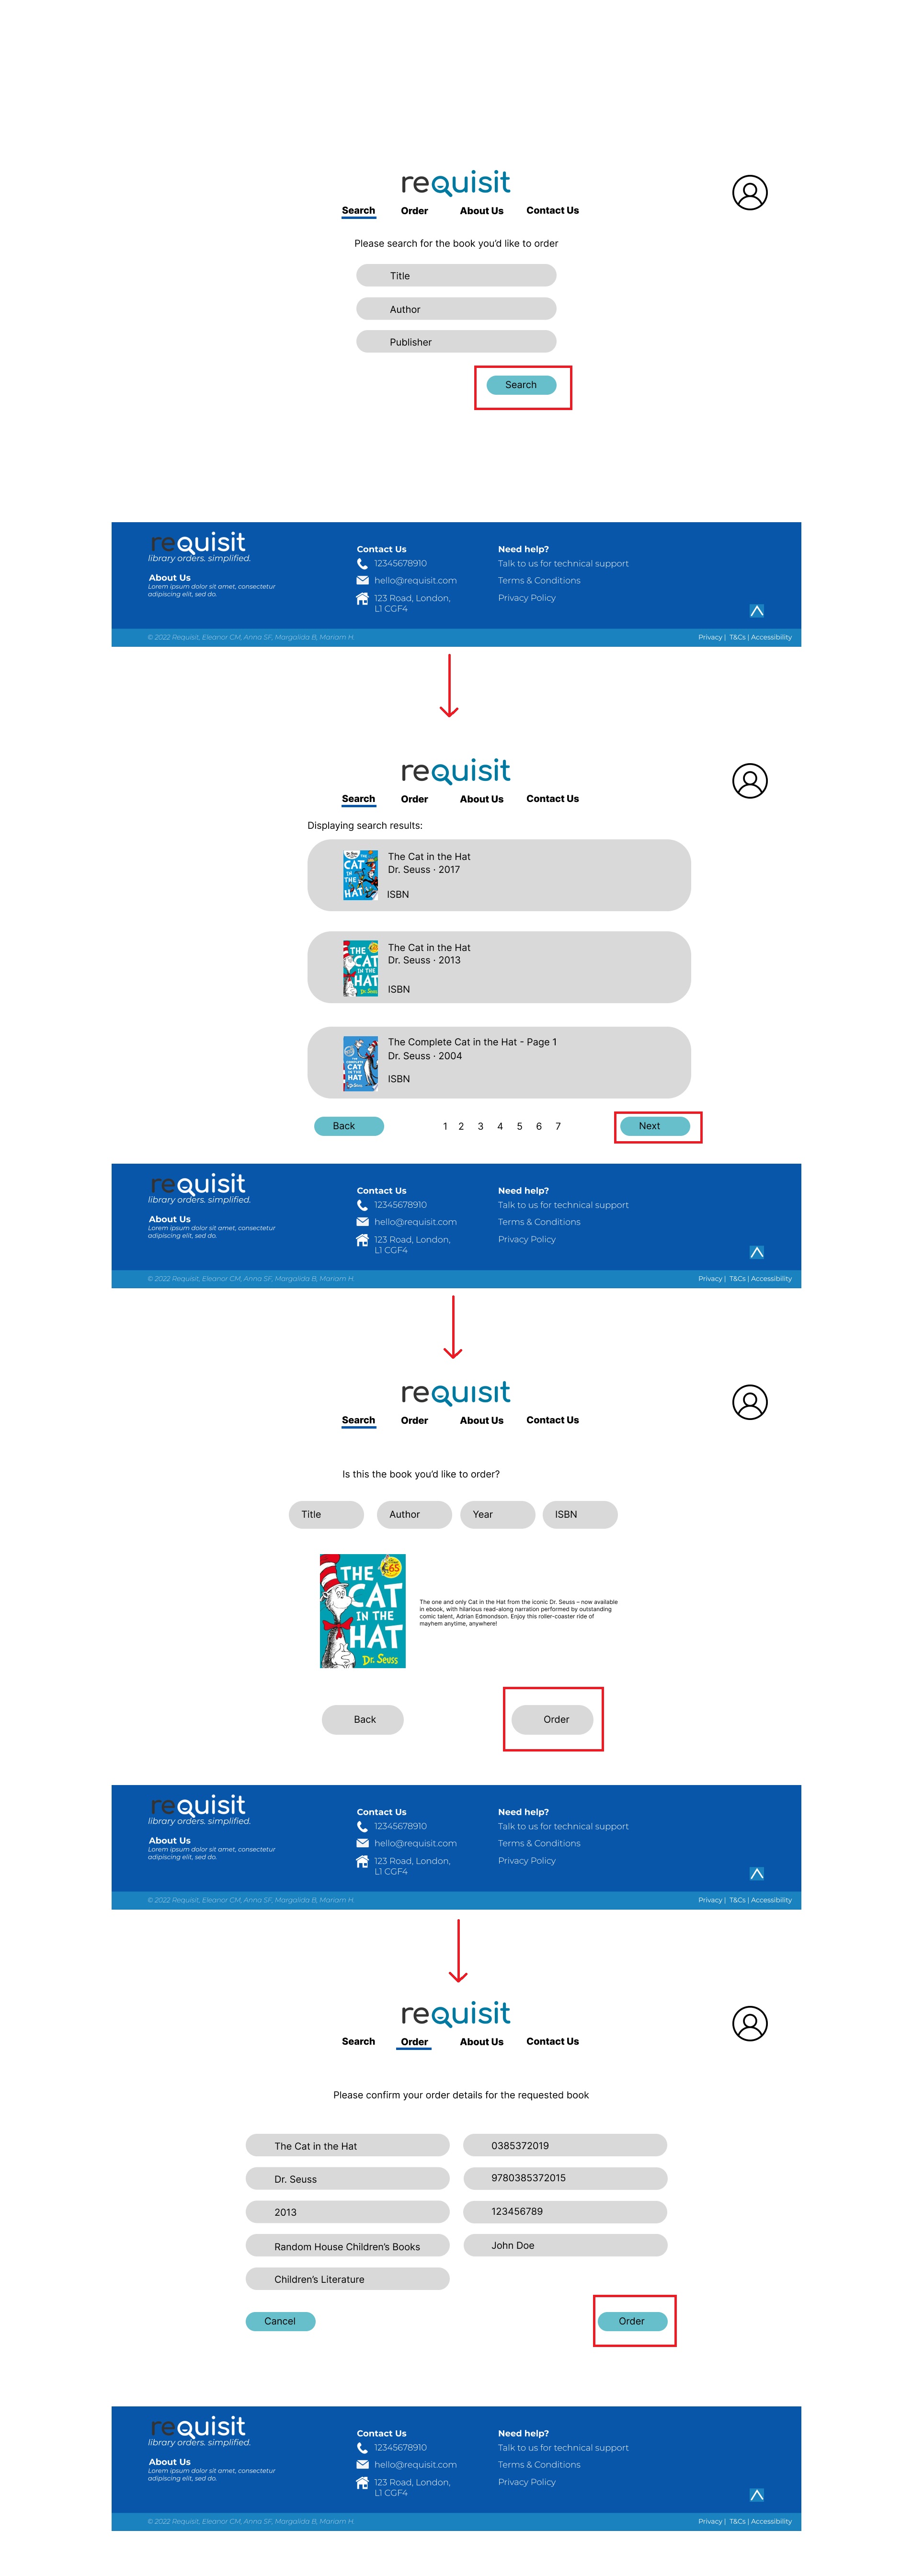 requisit
Search Order About Us Contact Us
Please search for the book you'd like to order
Title
Author
Publisher
Search
requisit
library orders. simplified.
About Us
Lorem ipsum dolor sit amet, consectetur
adipiscing elit, sed do.
Contact Us
12345678910
hello@requisit.com
123 Road, London,
L1 CGF4
Need help?
Talk to us for technical support
Terms & Conditions
Privacy Policy
© 2022 Requisit, Eleanor CM, Anna SF, Margalida B, Mariam H
Privacy | T&Cs | Accessibility
requisit
Search Order About Us Contact Us
Displaying search results:
THE
CAT
IN
THE
HAT
The Cat in the Hat
Dr. Seuss · 2017
ISBN
THE
CAT
IN THE
HAT
Dr. Seuss
The Cat in the Hat
Dr. Seuss · 2013
ISBN
THE
COMPLETE
CAT
IN THE
HAT
The Complete Cat in the Hat - Page 1
Dr. Seuss · 2004
ISBN
Back 1 2 3 4 5 6 7 Next
requisit
library orders. simplified.
About Us
Lorem ipsum dolor sit amet, consectetur
adipiscing elit, sed do.
Contact Us
12345678910
hello@requisit.com
123 Road, London,
L1 CGF4
Need help?
Talk to us for technical support
Terms & Conditions
Privacy Policy
© 2022 Requisit, Eleanor CM, Anna SF, Margalida B, Mariam H
Privacy | T&Cs | Accessibility
requisit
Search Order About Us Contact Us
Is this the book you'd like to order?
Title Author Year ISBN
65
THE
CAT
IN THE
HAT
Dr. Seuss
The one and only Cat in the Hat from the iconic Dr. Seuss – now available
in ebook, with hilarious read-along narration performed by outstanding
comic talent, Adrian Edmondson. Enjoy this roller-coaster ride of
mayhem anytime, anywhere!
Back Order
requisit
library orders. simplified.
About Us
Lorem ipsum dolor sit amet, consectetur
adipiscing elit, sed do.
Contact Us
12345678910
hello@requisit.com
123 Road, London,
L1 CGF4
Need help?
Talk to us for technical support
Terms & Conditions
Privacy Policy
© 2022 Requisit, Eleanor CM, Anna SF, Margalida B, Mariam H
Privacy | T&Cs | Accessibility
requisit
Search Order About Us Contact Us
Please confirm your order details for the requested book
The Cat in the Hat
Dr. Seuss
2013
Random House Children's Books
Children's Literature
0385372019
9780385372015
123456789
John Doe
Cancel Order
requisit
library orders. simplified.
About Us
Lorem ipsum dolor sit amet, consectetur
adipiscing elit, sed do.
Contact Us
12345678910
hello@requisit.com
123 Road, London,
L1 CGF4
Need help?
Talk to us for technical support
Terms & Conditions
Privacy Policy
© 2022 Requisit, Eleanor CM, Anna SF, Margalida B, Mariam H
Privacy | T&Cs | Accessibility